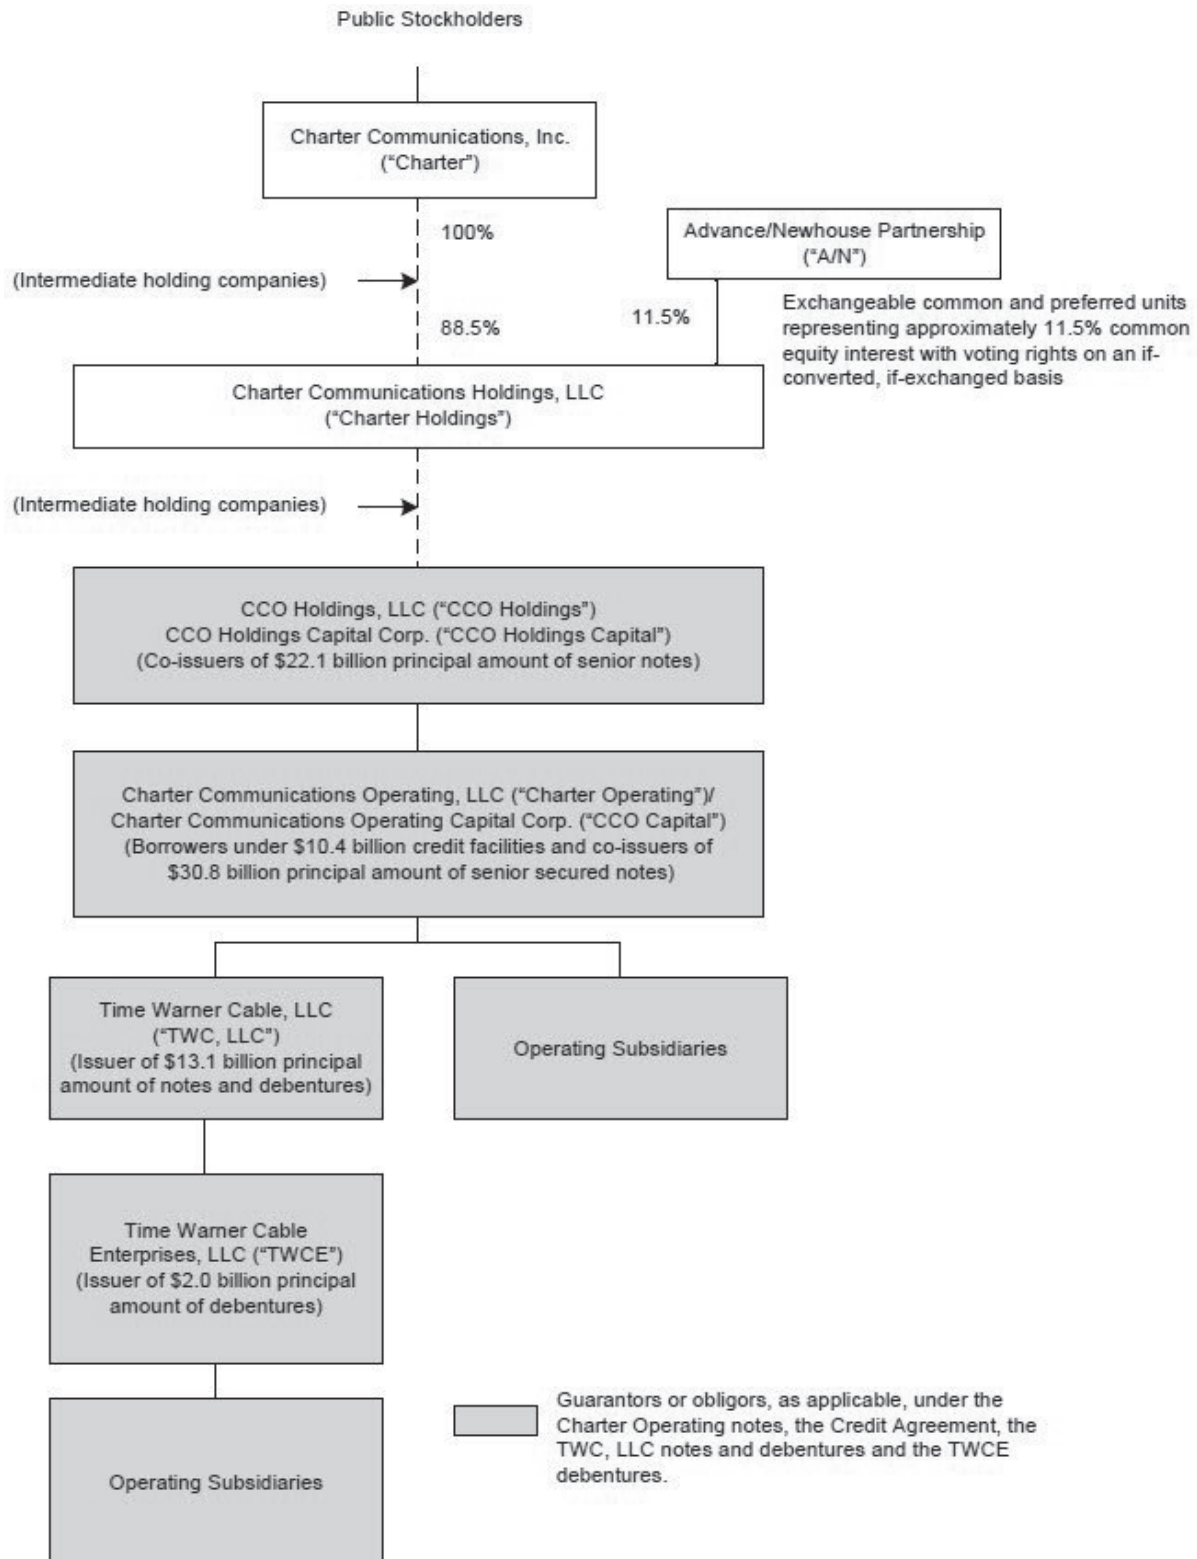 Public Stockholders
Charter Communications, Inc.
(“Charter”)
100%
Advance/Newhouse Partnership
(“A/N”)
(Intermediate holding companies)
88.5%
11.5%
Exchangeable common and preferred units
representing approximately 11.5% common
equity interest with voting rights on an if-
converted, if-exchanged basis
Charter Communications Holdings, LLC
(“Charter Holdings”)
(Intermediate holding companies)
CCO Holdings, LLC (“CCO Holdings”)
CCO Holdings Capital Corp. (“CCO Holdings Capital”)
(Co-issuers of $22.1 billion principal amount of senior notes)
Charter Communications Operating, LLC (“Charter Operating”)/
Charter Communications Operating Capital Corp. (“CCO Capital”)
(Borrowers under $10.4 billion credit facilities and co-issuers of
$30.8 billion principal amount of senior secured notes)
Time Warner Cable, LLC
(“TWC, LLC”)
(Issuer of $13.1 billion principal
amount of notes and debentures)
Operating Subsidiaries
Time Warner Cable
Enterprises, LLC (“TWCE”)
(Issuer of $2.0 billion principal
amount of debentures)
Operating Subsidiaries
Guarantors or obligors, as applicable, under the
Charter Operating notes, the Credit Agreement, the
TWC, LLC notes and debentures and the TWCE
debentures.